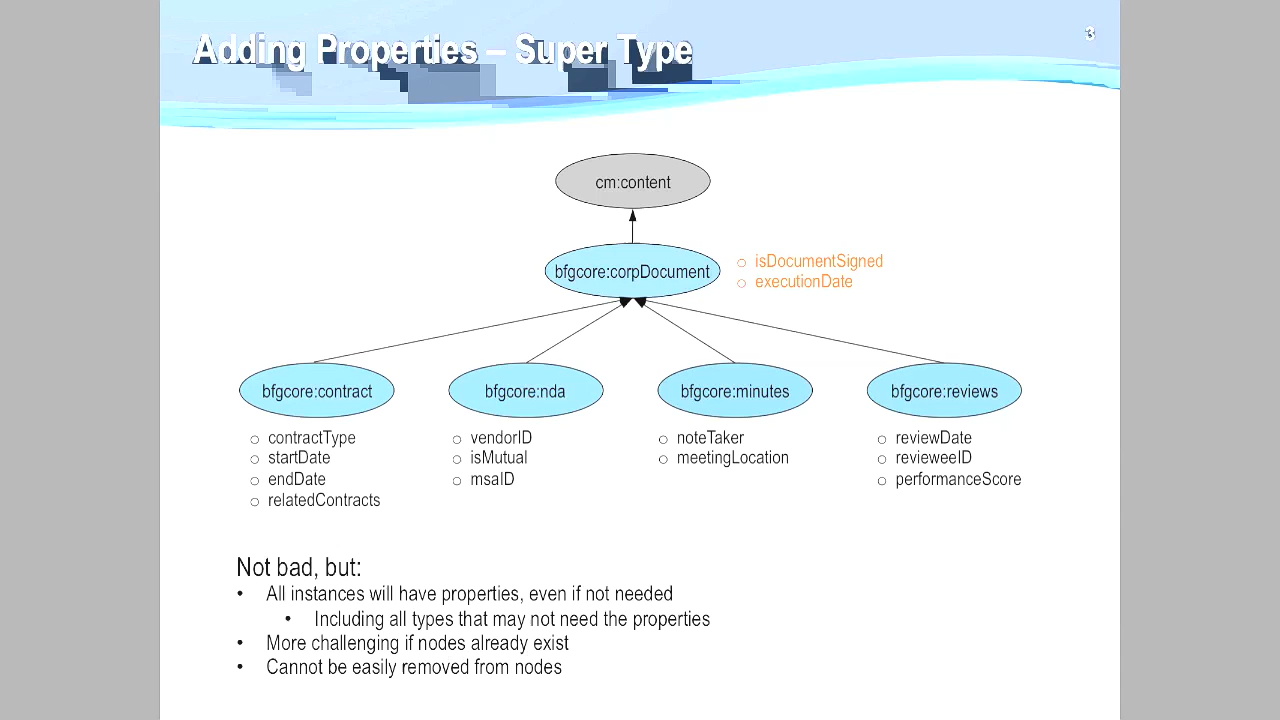 Adding Properties – Super Type
3
cm:content
bfgcore:corpDocument
○ isDocumentSigned
○ executionDate
bfgcore:contract
bfgcore:nda
bfgcore:minutes
bfgcore:reviews
○ contractType
○ startDate
○ endDate
○ relatedContracts
○ vendorID
○ isMutual
○ msaID
○ noteTaker
○ meetingLocation
○ reviewDate
○ revieweeID
○ performanceScore
Not bad, but:
• All instances will have properties, even if not needed
• Including all types that may not need the properties
• More challenging if nodes already exist
• Cannot be easily removed from nodes